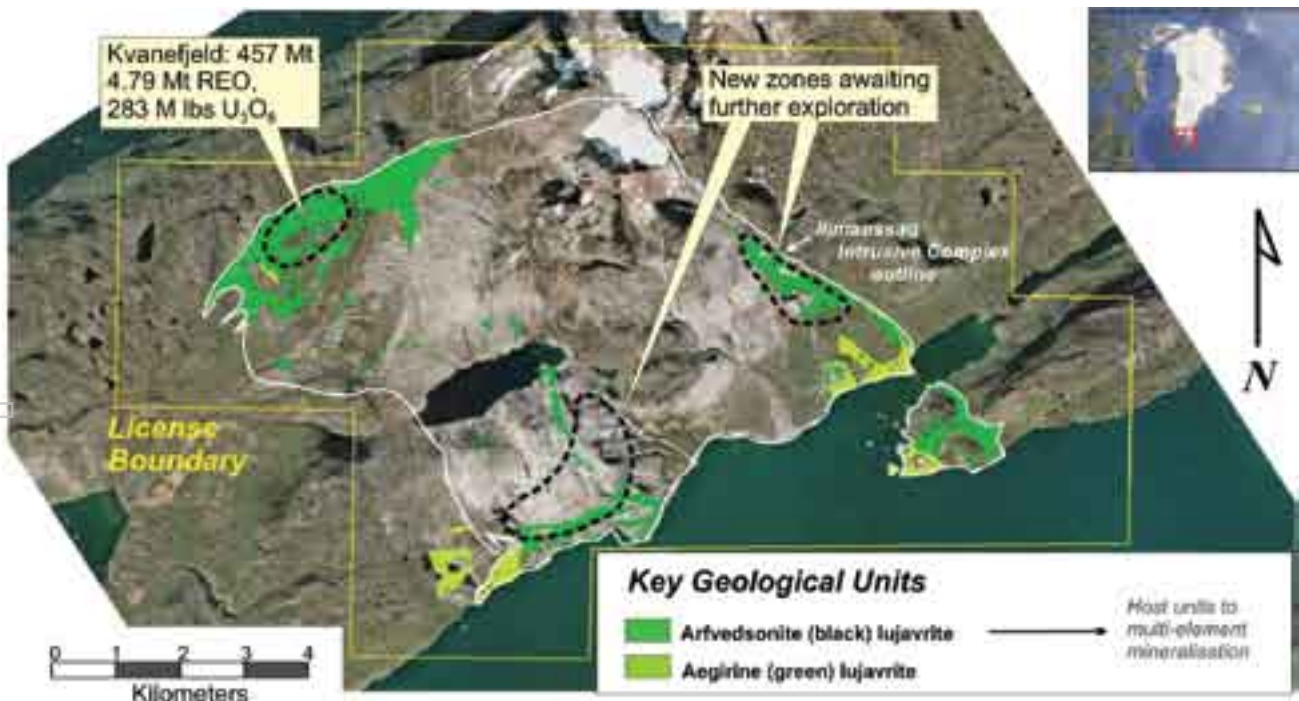 Kvanefjeld: 457 Mt
4.79 Mt REO,
283 M lbs U₃O₈
New zones awaiting
further exploration
Ilimaussaq
Intrusive Complex
outline
N
License
Boundary
Key Geological Units
Arfvedsonite (black) lujavrite
Aegirine (green) lujavrite
Host units to
multi-element
mineralisation
0 1 2 3 4
Kilometers